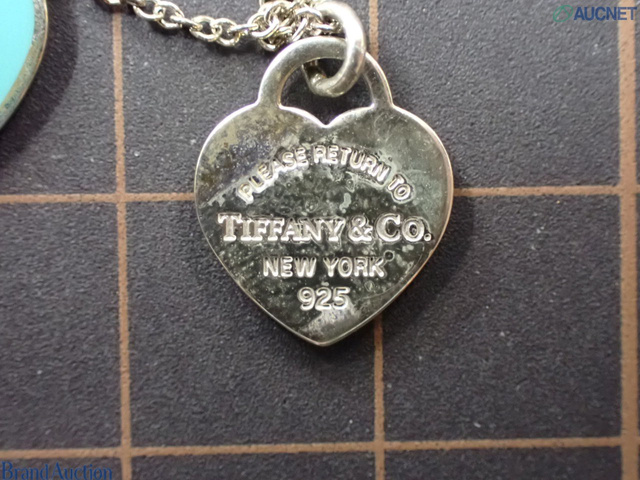 AUCNET
PLEASE RETURN TO
TIFFANY & CO.
NEW YORK
925
Brand Auction